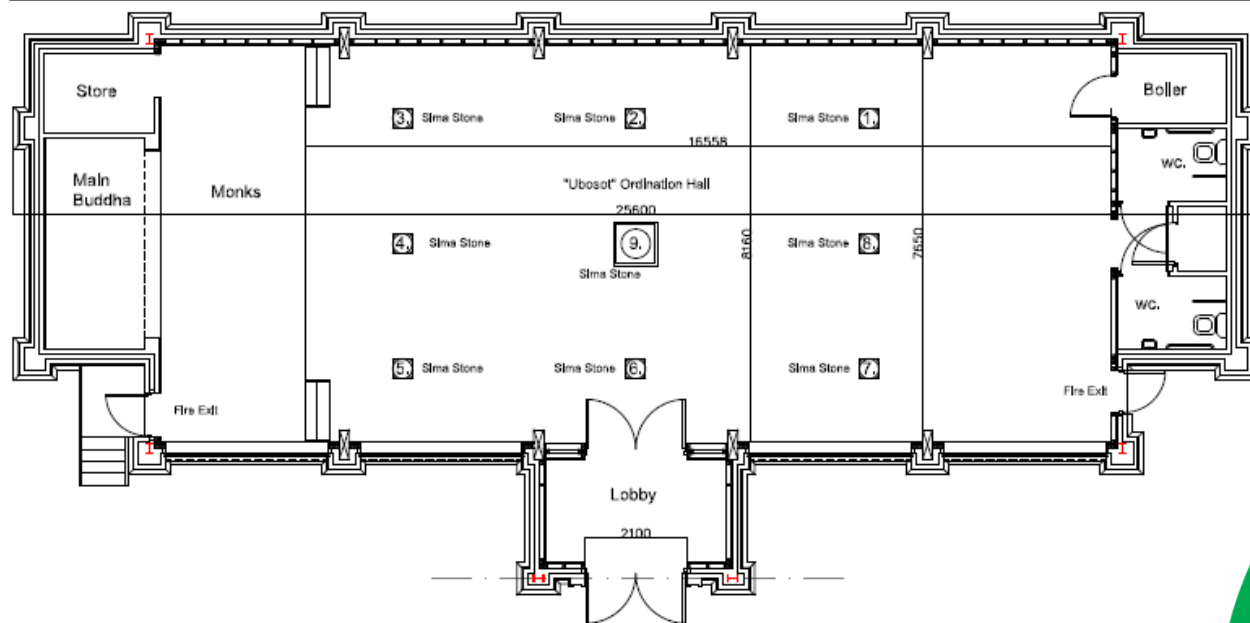 Store
Boiler
3. Sima Stone
Sima Stone 2.
Sima Stone 1.
16558
WC.
Main
Buddha
Monks
"Ubosot" Ordination Hall
25600
4. Sima Stone
9.
Sima Stone 8.
8160
7650
Sima Stone
WC.
5. Sima Stone
Sima Stone 6.
Sima Stone 7.
Fire Exit
Fire Exit
Lobby
2100